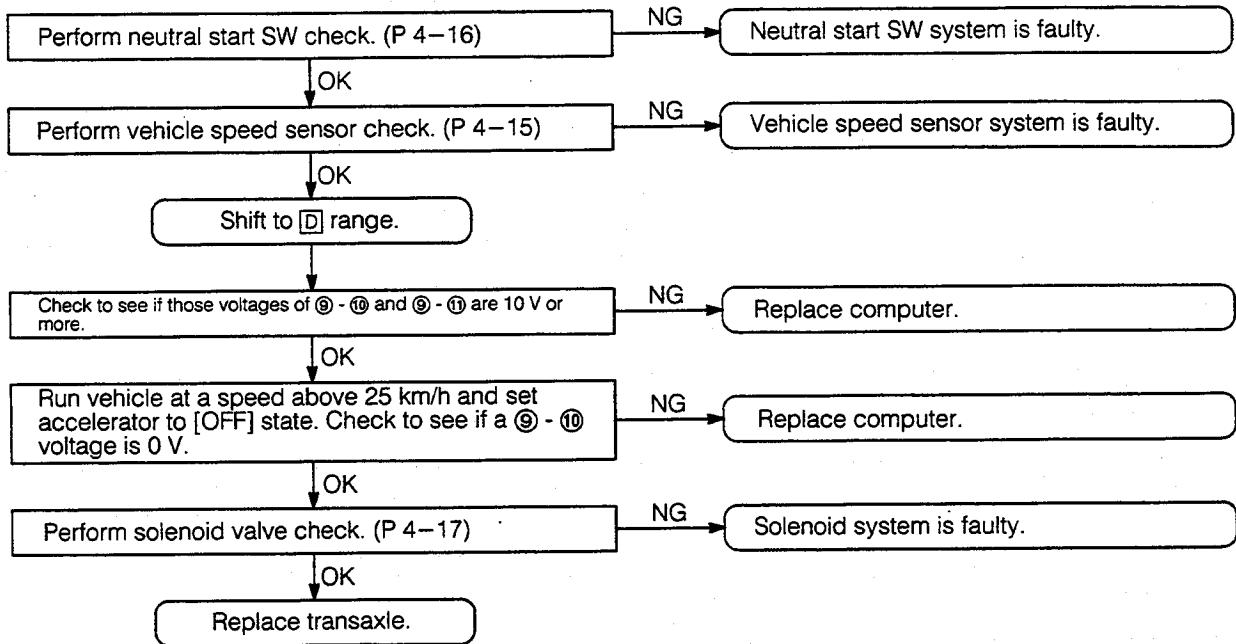 Perform neutral start SW check. (P 4–16)
NG
Neutral start SW system is faulty.
OK
Perform vehicle speed sensor check. (P 4–15)
NG
Vehicle speed sensor system is faulty.
OK
Shift to D range.
Check to see if those voltages of ⑨ - ⑩ and ⑨ - ⑪ are 10 V or
more.
NG
Replace computer.
OK
Run vehicle at a speed above 25 km/h and set
accelerator to [OFF] state. Check to see if a ⑨ - ⑩
voltage is 0 V.
NG
Replace computer.
OK
Perform solenoid valve check. (P 4–17)
NG
Solenoid system is faulty.
OK
Replace transaxle.